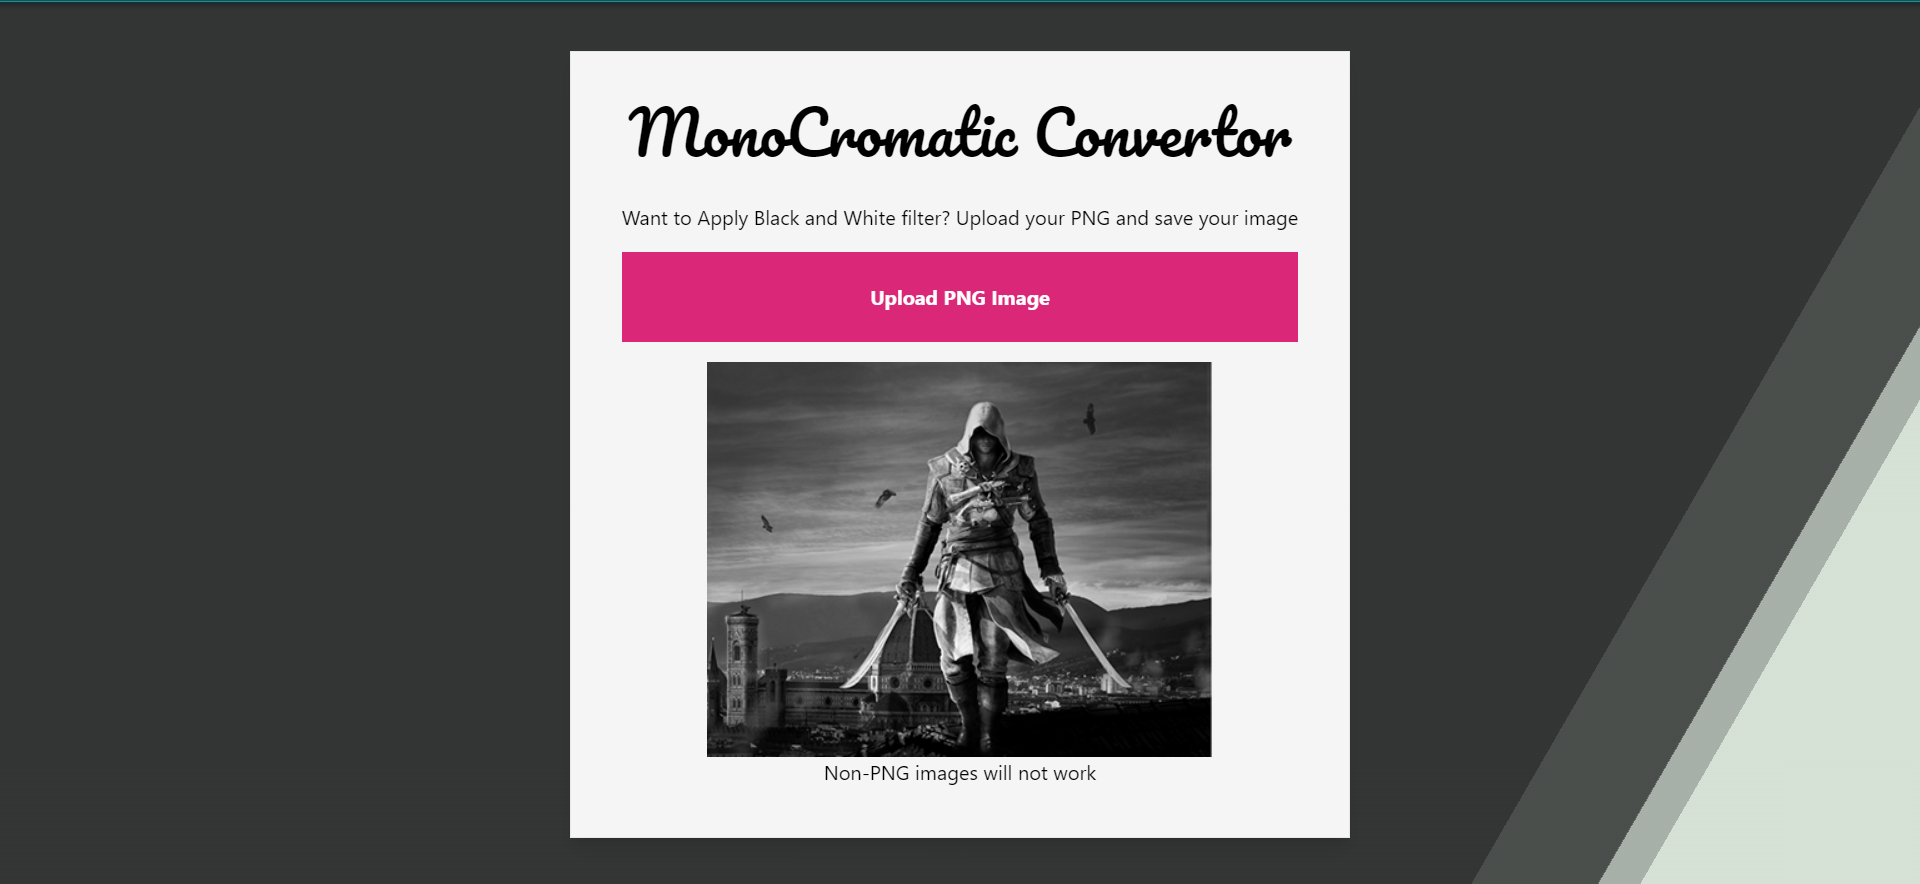 MonoCromatic Convertor
Want to Apply Black and White filter? Upload your PNG and save your image
Upload PNG Image
Non-PNG images will not work